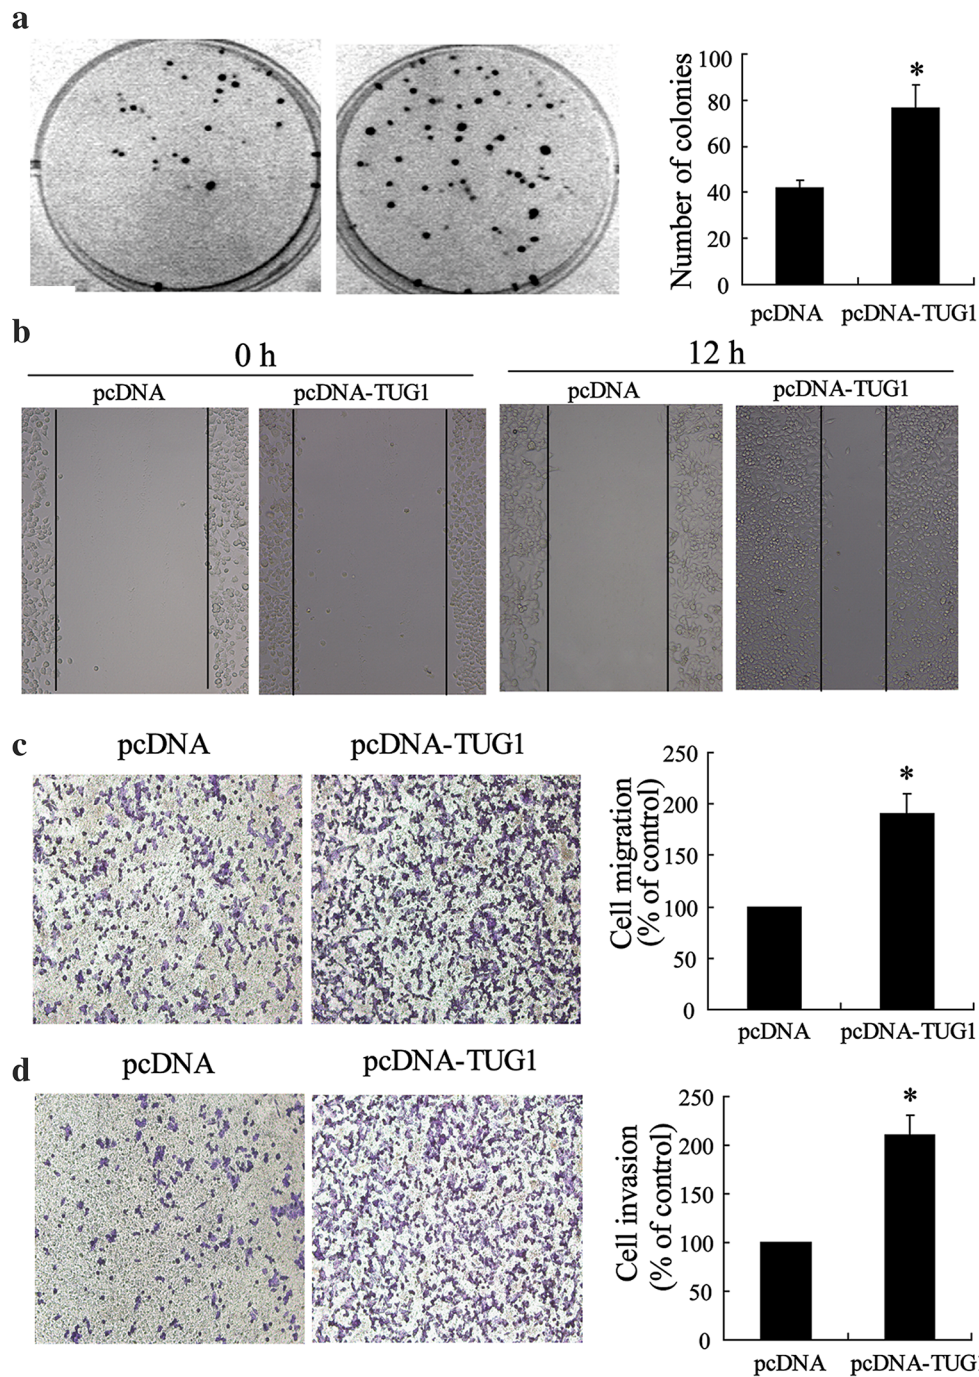 a
Number of colonies
100
80
60
40
20
0
*
pcDNA pcDNA-TUG1
b
0 h 12 h
pcDNA pcDNA-TUG1 pcDNA pcDNA-TUG1
c
pcDNA pcDNA-TUG1
Cell migration
(% of control)
250
200
150
100
50
0
*
pcDNA pcDNA-TUG1
d
pcDNA pcDNA-TUG1
Cell invasion
(% of control)
250
200
150
100
50
0
*
pcDNA pcDNA-TUG